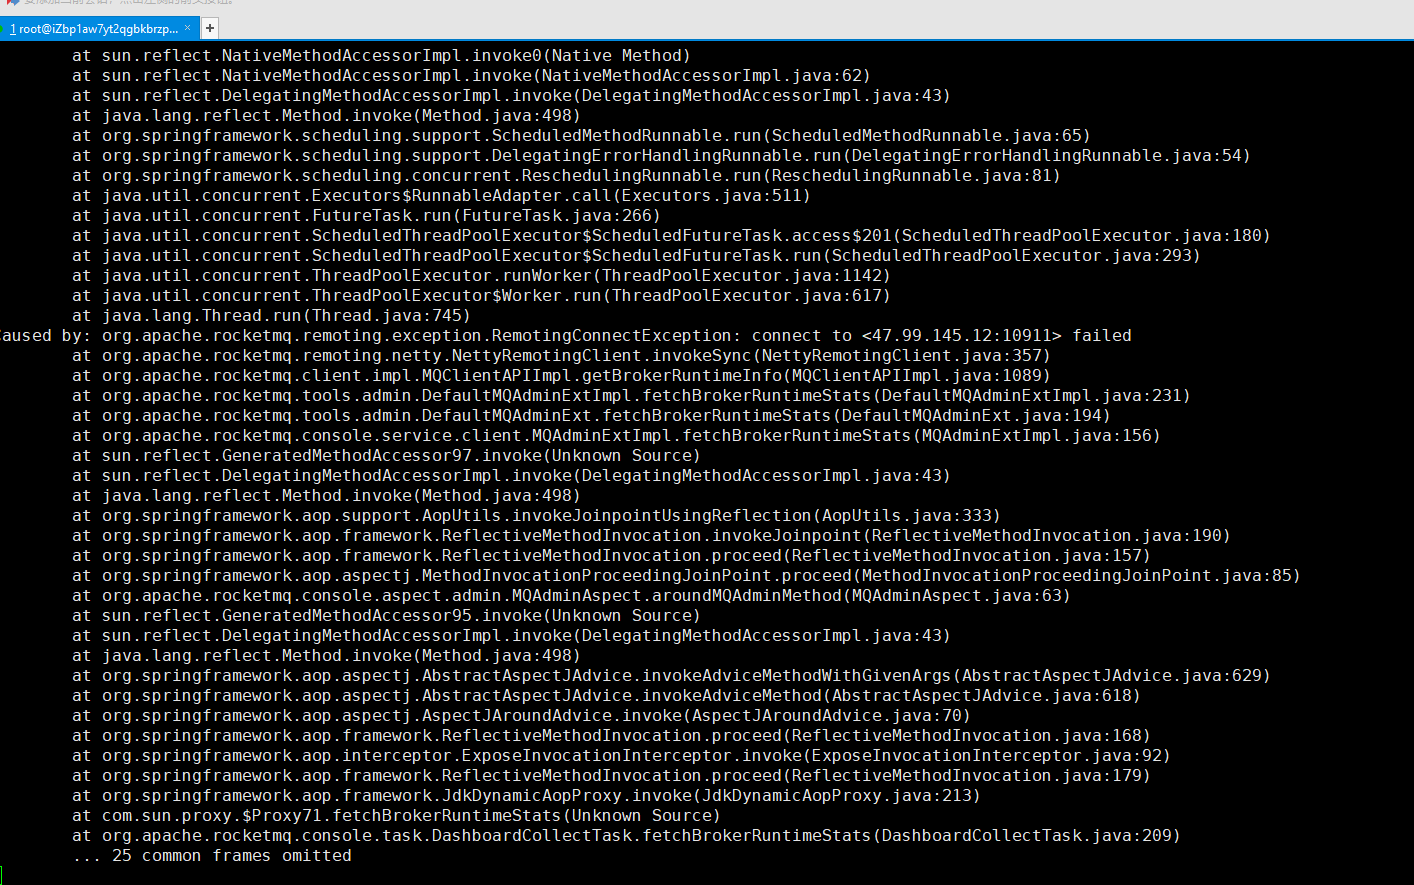 1 root@iZbp1aw7yt2qgbkbrzp... × +
at sun.reflect.NativeMethodAccessorImpl.invoke0(Native Method)
at sun.reflect.NativeMethodAccessorImpl.invoke(NativeMethodAccessorImpl.java:62)
at sun.reflect.DelegatingMethodAccessorImpl.invoke(DelegatingMethodAccessorImpl.java:43)
at java.lang.reflect.Method.invoke(Method.java:498)
at org.springframework.scheduling.support.ScheduledMethodRunnable.run(ScheduledMethodRunnable.java:65)
at org.springframework.scheduling.support.DelegatingErrorHandlingRunnable.run(DelegatingErrorHandlingRunnable.java:54)
at org.springframework.scheduling.concurrent.ReschedulingRunnable.run(ReschedulingRunnable.java:81)
at java.util.concurrent.Executors$RunnableAdapter.call(Executors.java:511)
at java.util.concurrent.FutureTask.run(FutureTask.java:266)
at java.util.concurrent.ScheduledThreadPoolExecutor$ScheduledFutureTask.access$201(ScheduledThreadPoolExecutor.java:180)
at java.util.concurrent.ScheduledThreadPoolExecutor$ScheduledFutureTask.run(ScheduledThreadPoolExecutor.java:293)
at java.util.concurrent.ThreadPoolExecutor.runWorker(ThreadPoolExecutor.java:1142)
at java.util.concurrent.ThreadPoolExecutor$Worker.run(ThreadPoolExecutor.java:617)
at java.lang.Thread.run(Thread.java:745)
Caused by: org.apache.rocketmq.remoting.exception.RemotingConnectException: connect to <47.99.145.12:10911> failed
at org.apache.rocketmq.remoting.netty.NettyRemotingClient.invokeSync(NettyRemotingClient.java:357)
at org.apache.rocketmq.client.impl.MQClientAPIImpl.getBrokerRuntimeInfo(MQClientAPIImpl.java:1089)
at org.apache.rocketmq.tools.admin.DefaultMQAdminExtImpl.fetchBrokerRuntimeStats(DefaultMQAdminExtImpl.java:231)
at org.apache.rocketmq.tools.admin.DefaultMQAdminExt.fetchBrokerRuntimeStats(DefaultMQAdminExt.java:194)
at org.apache.rocketmq.console.service.client.MQAdminExtImpl.fetchBrokerRuntimeStats(MQAdminExtImpl.java:156)
at sun.reflect.GeneratedMethodAccessor97.invoke(Unknown Source)
at sun.reflect.DelegatingMethodAccessorImpl.invoke(DelegatingMethodAccessorImpl.java:43)
at java.lang.reflect.Method.invoke(Method.java:498)
at org.springframework.aop.support.AopUtils.invokeJoinpointUsingReflection(AopUtils.java:333)
at org.springframework.aop.framework.ReflectiveMethodInvocation.invokeJoinpoint(ReflectiveMethodInvocation.java:190)
at org.springframework.aop.framework.ReflectiveMethodInvocation.proceed(ReflectiveMethodInvocation.java:157)
at org.springframework.aop.aspectj.MethodInvocationProceedingJoinPoint.proceed(MethodInvocationProceedingJoinPoint.java:85)
at org.apache.rocketmq.console.aspect.admin.MQAdminAspect.aroundMQAdminMethod(MQAdminAspect.java:63)
at sun.reflect.GeneratedMethodAccessor95.invoke(Unknown Source)
at sun.reflect.DelegatingMethodAccessorImpl.invoke(DelegatingMethodAccessorImpl.java:43)
at java.lang.reflect.Method.invoke(Method.java:498)
at org.springframework.aop.aspectj.AbstractAspectJAdvice.invokeAdviceMethodWithGivenArgs(AbstractAspectJAdvice.java:629)
at org.springframework.aop.aspectj.AbstractAspectJAdvice.invokeAdviceMethod(AbstractAspectJAdvice.java:618)
at org.springframework.aop.aspectj.AspectJAroundAdvice.invoke(AspectJAroundAdvice.java:70)
at org.springframework.aop.framework.ReflectiveMethodInvocation.proceed(ReflectiveMethodInvocation.java:168)
at org.springframework.aop.interceptor.ExposeInvocationInterceptor.invoke(ExposeInvocationInterceptor.java:92)
at org.springframework.aop.framework.ReflectiveMethodInvocation.proceed(ReflectiveMethodInvocation.java:179)
at org.springframework.aop.framework.JdkDynamicAopProxy.invoke(JdkDynamicAopProxy.java:213)
at com.sun.proxy.$Proxy71.fetchBrokerRuntimeStats(Unknown Source)
at org.apache.rocketmq.console.task.DashboardCollectTask.fetchBrokerRuntimeStats(DashboardCollectTask.java:209)
... 25 common frames omitted